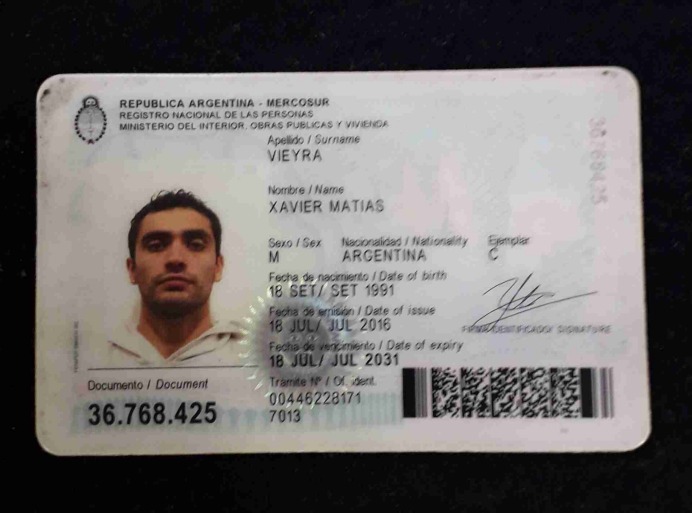 REPUBLICA ARGENTINA - MERCOSUR
REGISTRO NACIONAL DE LAS PERSONAS
MINISTERIO DEL INTERIOR, OBRAS PUBLICAS Y VIVIENDA
Apellido / Surname
VIEYRA
Nombre / Name
XAVIER MATIAS
Sexo / Sex Nacionalidad / Nationality Ejemplar
M ARGENTINA C
Fecha de nacimiento / Date of birth
18 SET/ SET 1991
Fecha de emisión / Date of issue
18 JUL/ JUL 2016
FIRMA IDENTIFICADO/ SIGNATURE
Fecha de vencimiento / Date of expiry
18 JUL/ JUL 2031
Documento / Document
36.768.425
Tramite Nº / Of. ident.
00446228171
7013
36768425